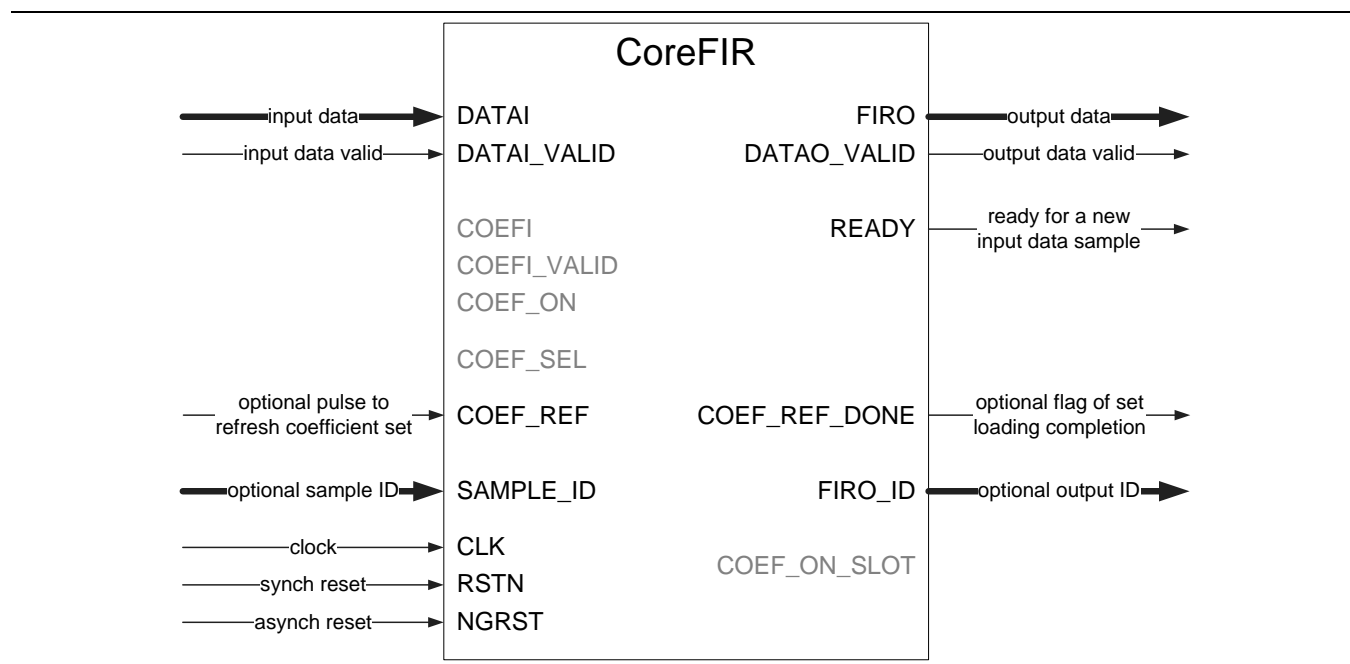 CoreFIR
input data DATAI FIRO output data
input data valid DATAI_VALID DATAO_VALID output data valid
COEFI READY ready for a new
input data sample
COEFI_VALID
COEF_ON
COEF_SEL
optional pulse to
refresh coefficient set
COEF_REF COEF_REF_DONE
optional flag of set
loading completion
optional sample ID SAMPLE_ID FIRO_ID optional output ID
clock CLK
COEF_ON_SLOT
synch reset RSTN
asynch reset NGRST